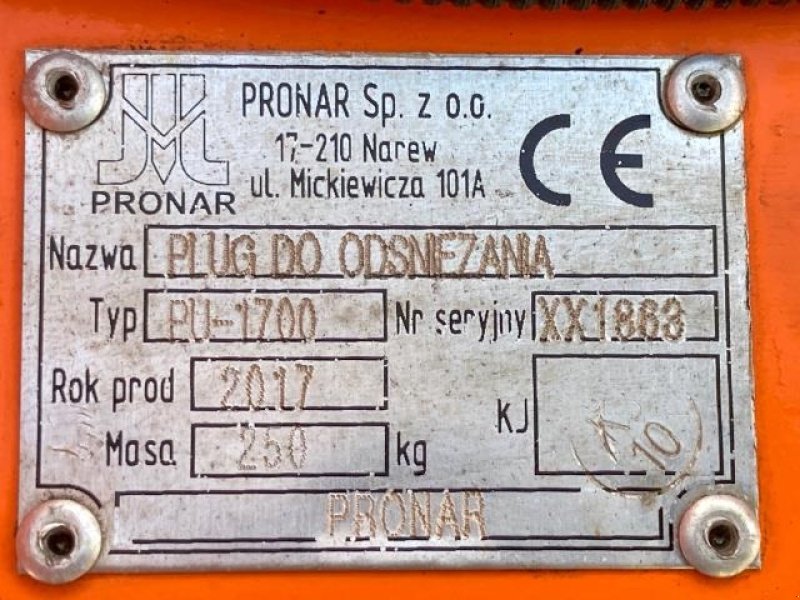 PRONAR Sp. z o.o.
17-210 Narew
ul. Mickiewicza 101A
CE
PRONAR
Nazwa PLUG DO ODSNIEZANIA
Typ PU-1700 Nr seryjny XX1863
Rok prod 2017
KJ K 10
Masa 250 kg
PRONAR